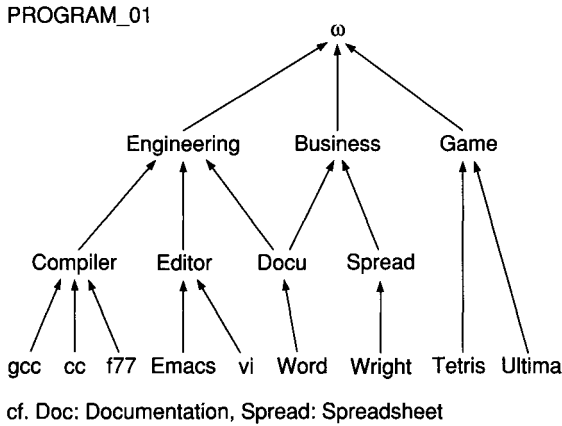 PROGRAM_01
ω
Engineering Business Game
Compiler Editor Docu Spread
gcc cc f77 Emacs vi Word Wright Tetris Ultima
cf. Doc: Documentation, Spread: Spreadsheet